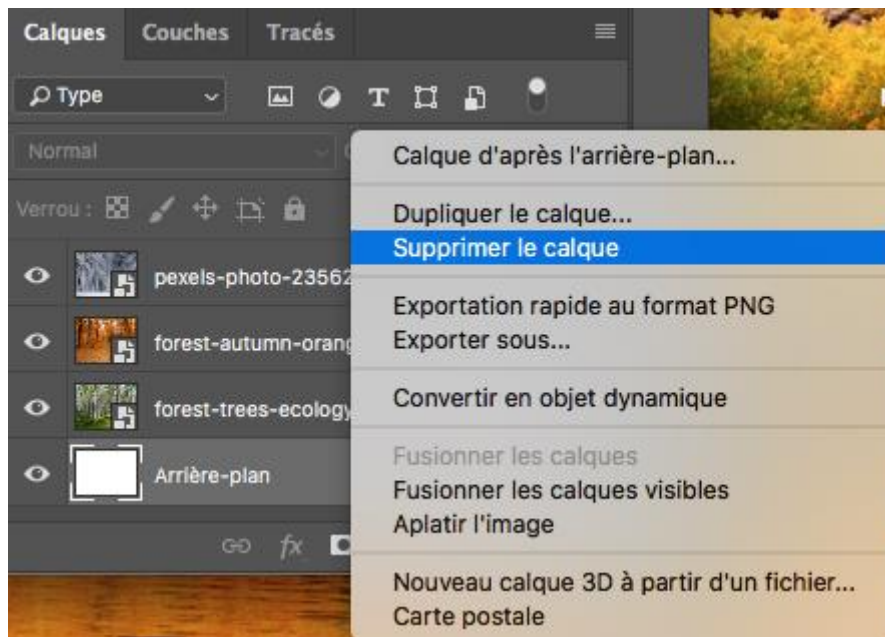 Calques Couches Tracés
Type
Normal
Verrou :
pexels-photo-23562
forest-autumn-orang
forest-trees-ecology
Arrière-plan
fx
Calque d'après l'arrière-plan...
Dupliquer le calque...
Supprimer le calque
Exportation rapide au format PNG
Exporter sous...
Convertir en objet dynamique
Fusionner les calques
Fusionner les calques visibles
Aplatir l'image
Nouveau calque 3D à partir d'un fichier...
Carte postale